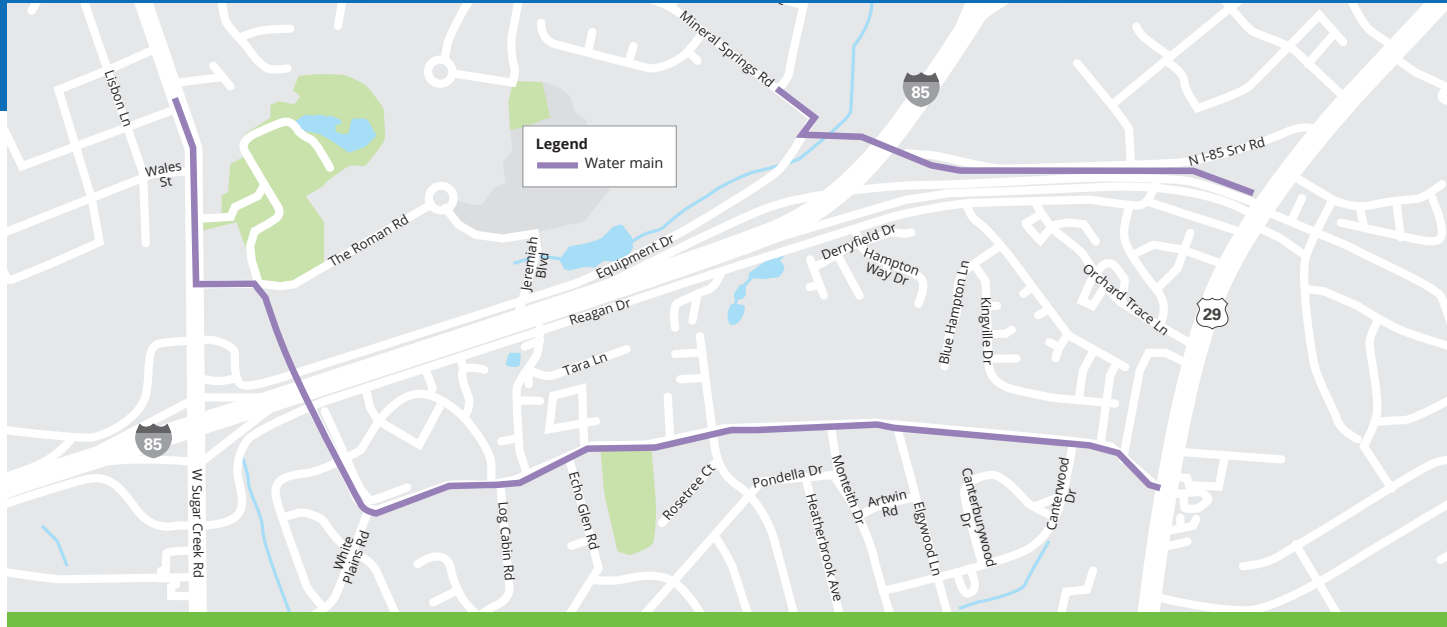 Mineral Springs Rd
Lisbon Ln
85
Legend
Water main
N I-85 Srv Rd
Wales
St
The Roman Rd
Jeremiah
Blvd
Equipment Dr
Derryfield Dr
Hampton
Way Dr
Blue Hampton Ln
Kingville Dr
Orchard Trace Ln
29
Reagan Dr
Tara Ln
85
W Sugar Creek Rd
White
Plains Rd
Log Cabin Rd
Echo Glen Rd
Rosetree Ct
Pondella Dr
Heatherbrook Ave
Monteith Dr
Artwin
Rd
Elgywood Ln
Canterburywood
Dr
Canterwood
Dr